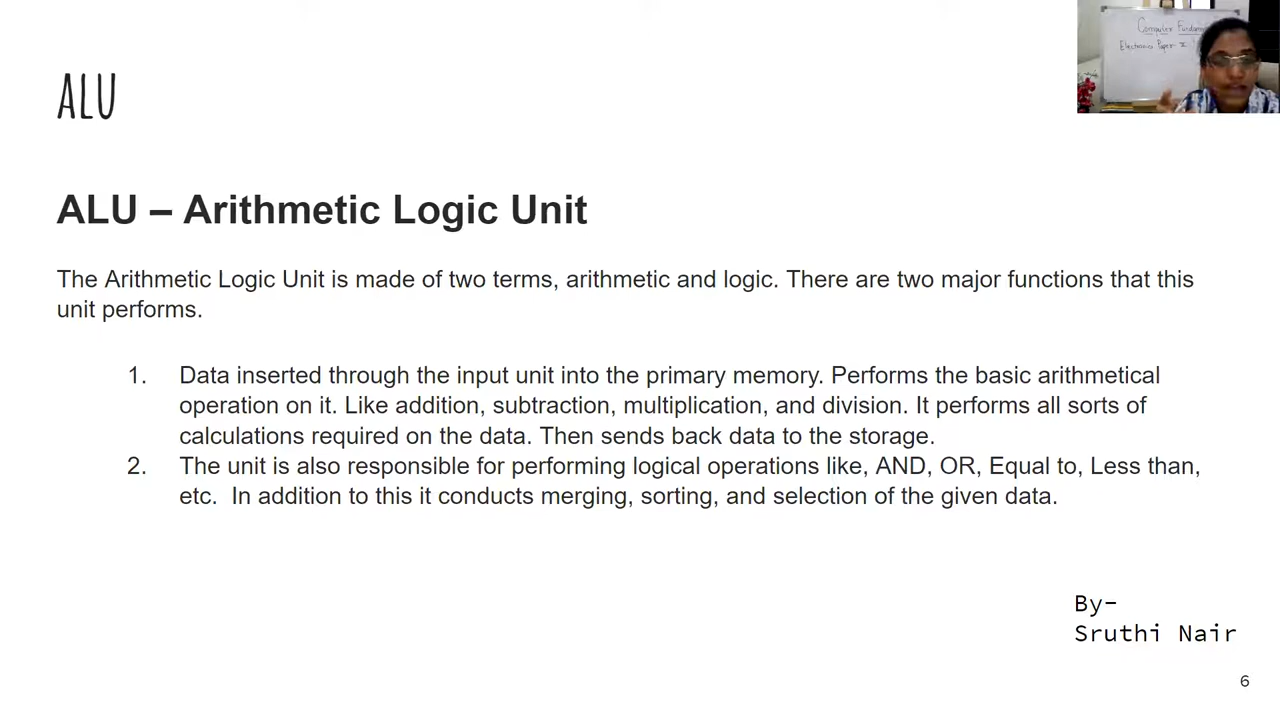 ALU
Computer
Electronics Paper II
ALU – Arithmetic Logic Unit
The Arithmetic Logic Unit is made of two terms, arithmetic and logic. There are two major functions that this
unit performs.
1. Data inserted through the input unit into the primary memory. Performs the basic arithmetical
operation on it. Like addition, subtraction, multiplication, and division. It performs all sorts of
calculations required on the data. Then sends back data to the storage.
2. The unit is also responsible for performing logical operations like, AND, OR, Equal to, Less than,
etc.  In addition to this it conducts merging, sorting, and selection of the given data.
By-
Sruthi Nair
6